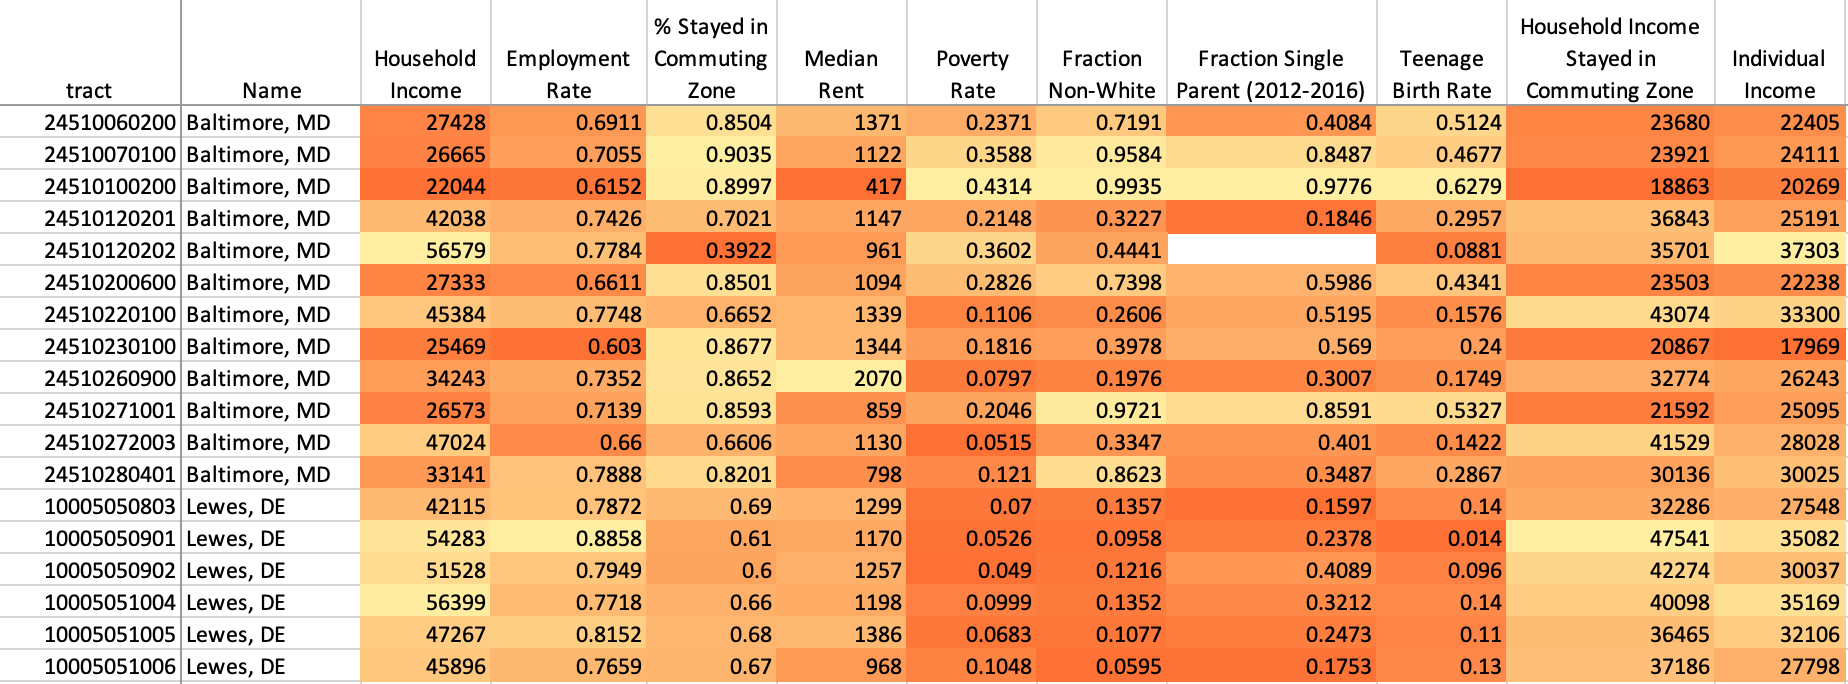 tract Name Household Income Employment Rate % Stayed in Commuting Zone Median Rent Poverty Rate Fraction Non-White Fraction Single Parent (2012-2016) Teenage Birth Rate Household Income Stayed in Commuting Zone Individual Income
24510060200 Baltimore, MD 27428 0.6911 0.8504 1371 0.2371 0.7191 0.4084 0.5124 23680 22405
24510070100 Baltimore, MD 26665 0.7055 0.9035 1122 0.3588 0.9584 0.8487 0.4677 23921 24111
24510100200 Baltimore, MD 22044 0.6152 0.8997 417 0.4314 0.9935 0.9776 0.6279 18863 20269
24510120201 Baltimore, MD 42038 0.7426 0.7021 1147 0.2148 0.3227 0.1846 0.2957 36843 25191
24510120202 Baltimore, MD 56579 0.7784 0.3922 961 0.3602 0.4441 0.0881 35701 37303
24510200600 Baltimore, MD 27333 0.6611 0.8501 1094 0.2826 0.7398 0.5986 0.4341 23503 22238
24510220100 Baltimore, MD 45384 0.7748 0.6652 1339 0.1106 0.2606 0.5195 0.1576 43074 33300
24510230100 Baltimore, MD 25469 0.603 0.8677 1344 0.1816 0.3978 0.569 0.24 20867 17969
24510260900 Baltimore, MD 34243 0.7352 0.8652 2070 0.0797 0.1976 0.3007 0.1749 32774 26243
24510271001 Baltimore, MD 26573 0.7139 0.8593 859 0.2046 0.9721 0.8591 0.5327 21592 25095
24510272003 Baltimore, MD 47024 0.66 0.6606 1130 0.0515 0.3347 0.401 0.1422 41529 28028
24510280401 Baltimore, MD 33141 0.7888 0.8201 798 0.121 0.8623 0.3487 0.2867 30136 30025
10005050803 Lewes, DE 42115 0.7872 0.69 1299 0.07 0.1357 0.1597 0.14 32286 27548
10005050901 Lewes, DE 54283 0.8858 0.61 1170 0.0526 0.0958 0.2378 0.014 47541 35082
10005050902 Lewes, DE 51528 0.7949 0.6 1257 0.049 0.1216 0.4089 0.096 42274 30037
10005051004 Lewes, DE 56399 0.7718 0.66 1198 0.0999 0.1352 0.3212 0.14 40098 35169
10005051005 Lewes, DE 47267 0.8152 0.68 1386 0.0683 0.1077 0.2473 0.11 36465 32106
10005051006 Lewes, DE 45896 0.7659 0.67 968 0.1048 0.0595 0.1753 0.13 37186 27798